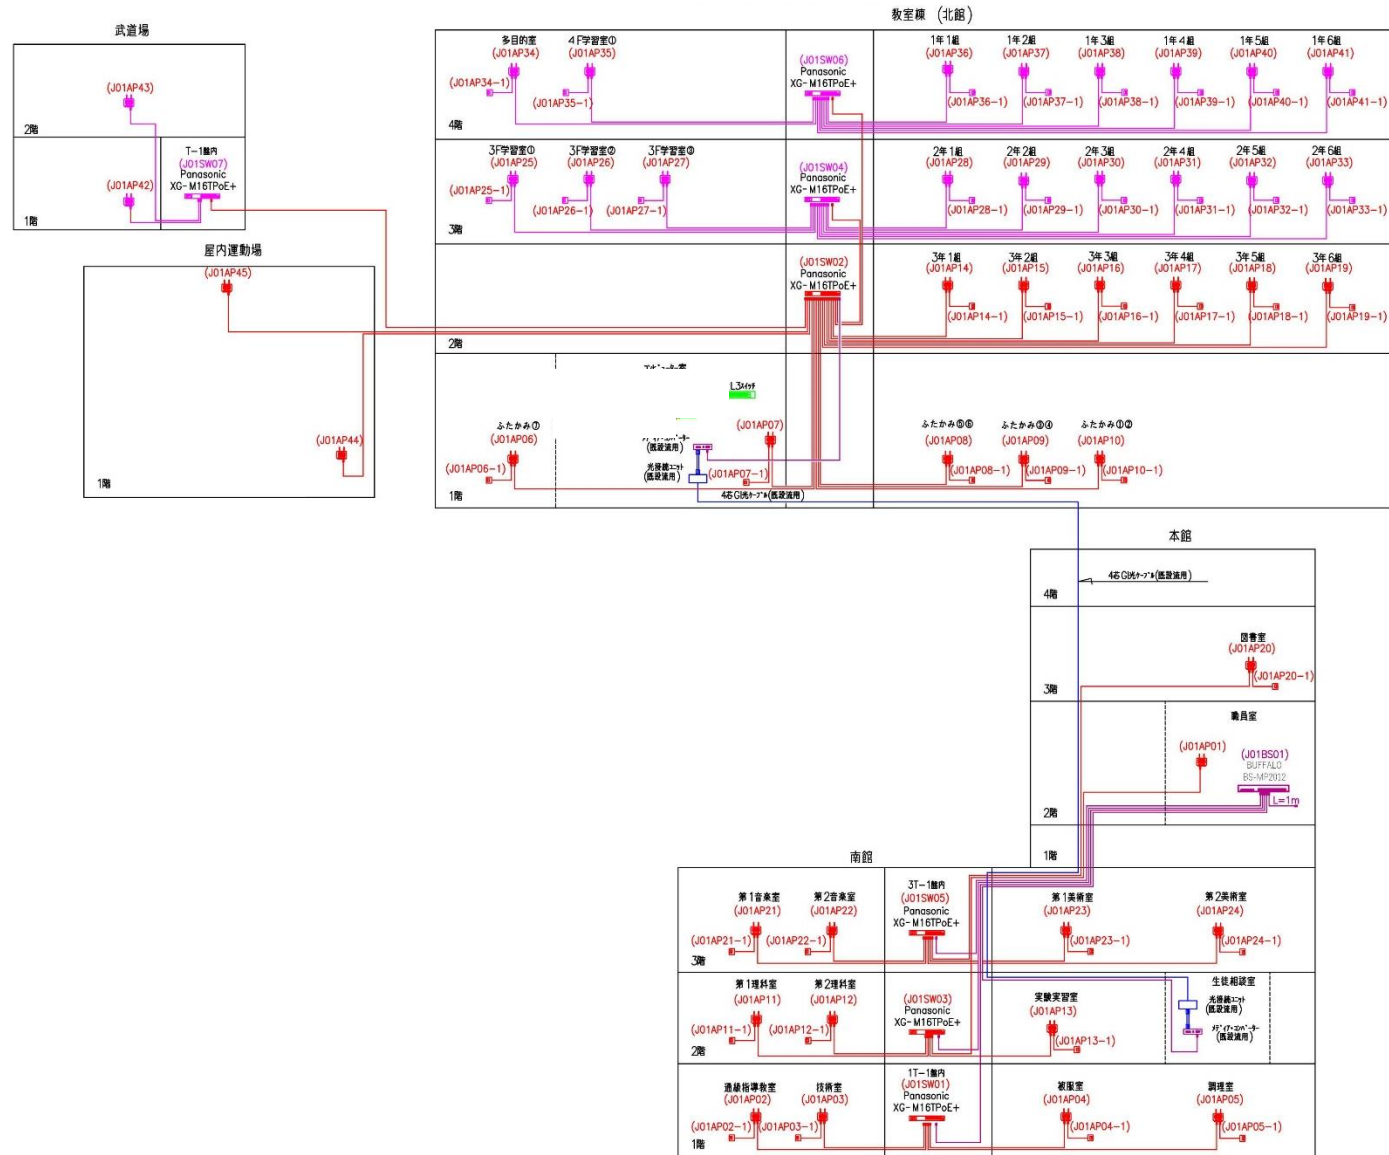 武道場
(J01AP43)
2階
T-1盤内
(J01SW07)
Panasonic
XG-M16TPoE+
(J01AP42)
1階
屋内運動場
(J01AP45)
(J01AP44)
1階
教室棟 (北館)
多目的室
(J01AP34)
(J01AP34-1)
4F学習室①
(J01AP35)
(J01AP35-1)
(J01SW06)
Panasonic
XG-M16TPoE+
1年1組
(J01AP36)
(J01AP36-1)
1年2組
(J01AP37)
(J01AP37-1)
1年3組
(J01AP38)
(J01AP38-1)
1年4組
(J01AP39)
(J01AP39-1)
1年5組
(J01AP40)
(J01AP40-1)
1年6組
(J01AP41)
(J01AP41-1)
4階
3F学習室①
(J01AP25)
(J01AP25-1)
3F学習室②
(J01AP26)
(J01AP26-1)
3F学習室③
(J01AP27)
(J01AP27-1)
(J01SW04)
Panasonic
XG-M16TPoE+
2年1組
(J01AP28)
(J01AP28-1)
2年2組
(J01AP29)
(J01AP29-1)
2年3組
(J01AP30)
(J01AP30-1)
2年4組
(J01AP31)
(J01AP31-1)
2年5組
(J01AP32)
(J01AP32-1)
2年6組
(J01AP33)
(J01AP33-1)
3階
(J01SW02)
Panasonic
XG-M16TPoE+
3年1組
(J01AP14)
(J01AP14-1)
3年2組
(J01AP15)
(J01AP15-1)
3年3組
(J01AP16)
(J01AP16-1)
3年4組
(J01AP17)
(J01AP17-1)
3年5組
(J01AP18)
(J01AP18-1)
3年6組
(J01AP19)
(J01AP19-1)
2階
L3スイッチ
ふたかみ⑦
(J01AP06)
(J01AP06-1)
(既設流用)
光接続ユニット
(既設流用)
(J01AP07)
(J01AP07-1)
4芯GI光ケーブル(既設流用)
ふたかみ⑤⑥
(J01AP08)
(J01AP08-1)
ふたかみ③④
(J01AP09)
(J01AP09-1)
ふたかみ①②
(J01AP10)
(J01AP10-1)
1階
本館
4芯GI光ケーブル(既設流用)
4階
図書室
(J01AP20)
(J01AP20-1)
3階
職員室
(J01AP01)
(J01BS01)
BUFFALO
BS-MP2012
L=1m
2階
1階
南館
第1音楽室
(J01AP21)
(J01AP21-1)
第2音楽室
(J01AP22)
(J01AP22-1)
3T-1盤内
(J01SW05)
Panasonic
XG-M16TPoE+
第1美術室
(J01AP23)
(J01AP23-1)
第2美術室
(J01AP24)
(J01AP24-1)
3階
第1理科室
(J01AP11)
(J01AP11-1)
第2理科室
(J01AP12)
(J01AP12-1)
(J01SW03)
Panasonic
XG-M16TPoE+
実験実習室
(J01AP13)
(J01AP13-1)
生徒相談室
光接続ユニット
(既設流用)
メディア・コンバーター
(既設流用)
2階
通級指導教室
(J01AP02)
(J01AP02-1)
技術室
(J01AP03)
(J01AP03-1)
1T-1盤内
(J01SW01)
Panasonic
XG-M16TPoE+
被服室
(J01AP04)
(J01AP04-1)
調理室
(J01AP05)
(J01AP05-1)
1階